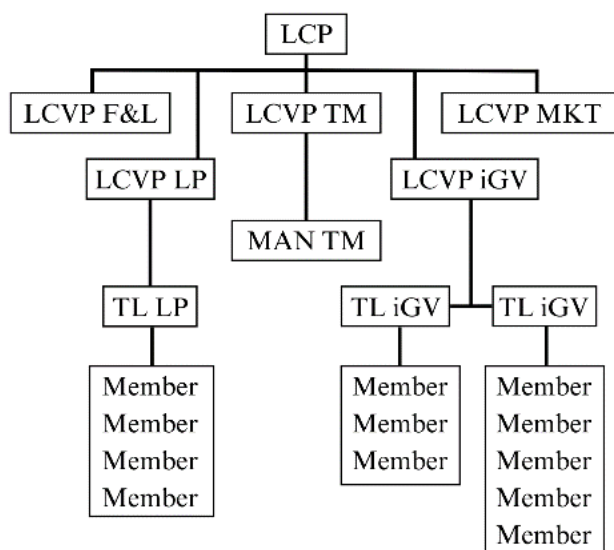 LCP
LCVP F&L
LCVP TM
LCVP MKT
LCVP LP
LCVP iGV
MAN TM
TL LP
TL iGV
TL iGV
Member
Member
Member
Member
Member
Member
Member
Member
Member
Member
Member
Member